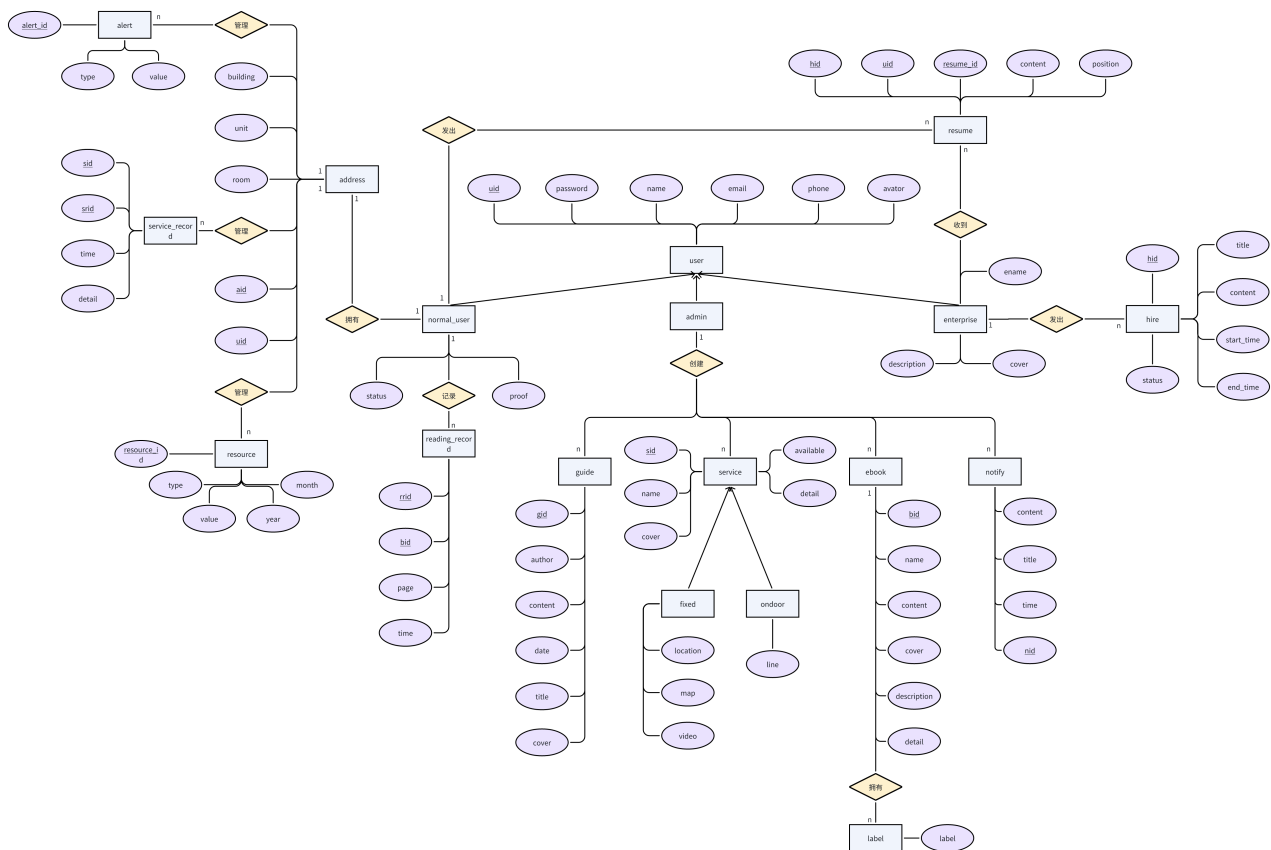 alert_id
alert
n
管理
type
value
building
unit
room
1
1
address
1
sid
srid
time
detail
service_recor
d
n
管理
aid
uid
管理
n
resource_i
d
resource
type
value
year
month
拥有
1
发出
1
normal_user
1
status
记录
proof
n
reading_recor
d
rrid
bid
page
time
hid
uid
resume_id
content
position
n
resume
n
收到
uid
password
name
email
phone
avator
user
admin
1
创建
ename
enterprise
1
发出
n
description
cover
hid
hire
status
title
content
start_time
end_time
n
guide
gid
author
content
date
title
cover
n
service
sid
name
cover
available
detail
fixed
location
map
video
ondoor
line
n
ebook
1
bid
name
content
cover
description
detail
拥有
n
label
label
n
notify
content
title
time
nid